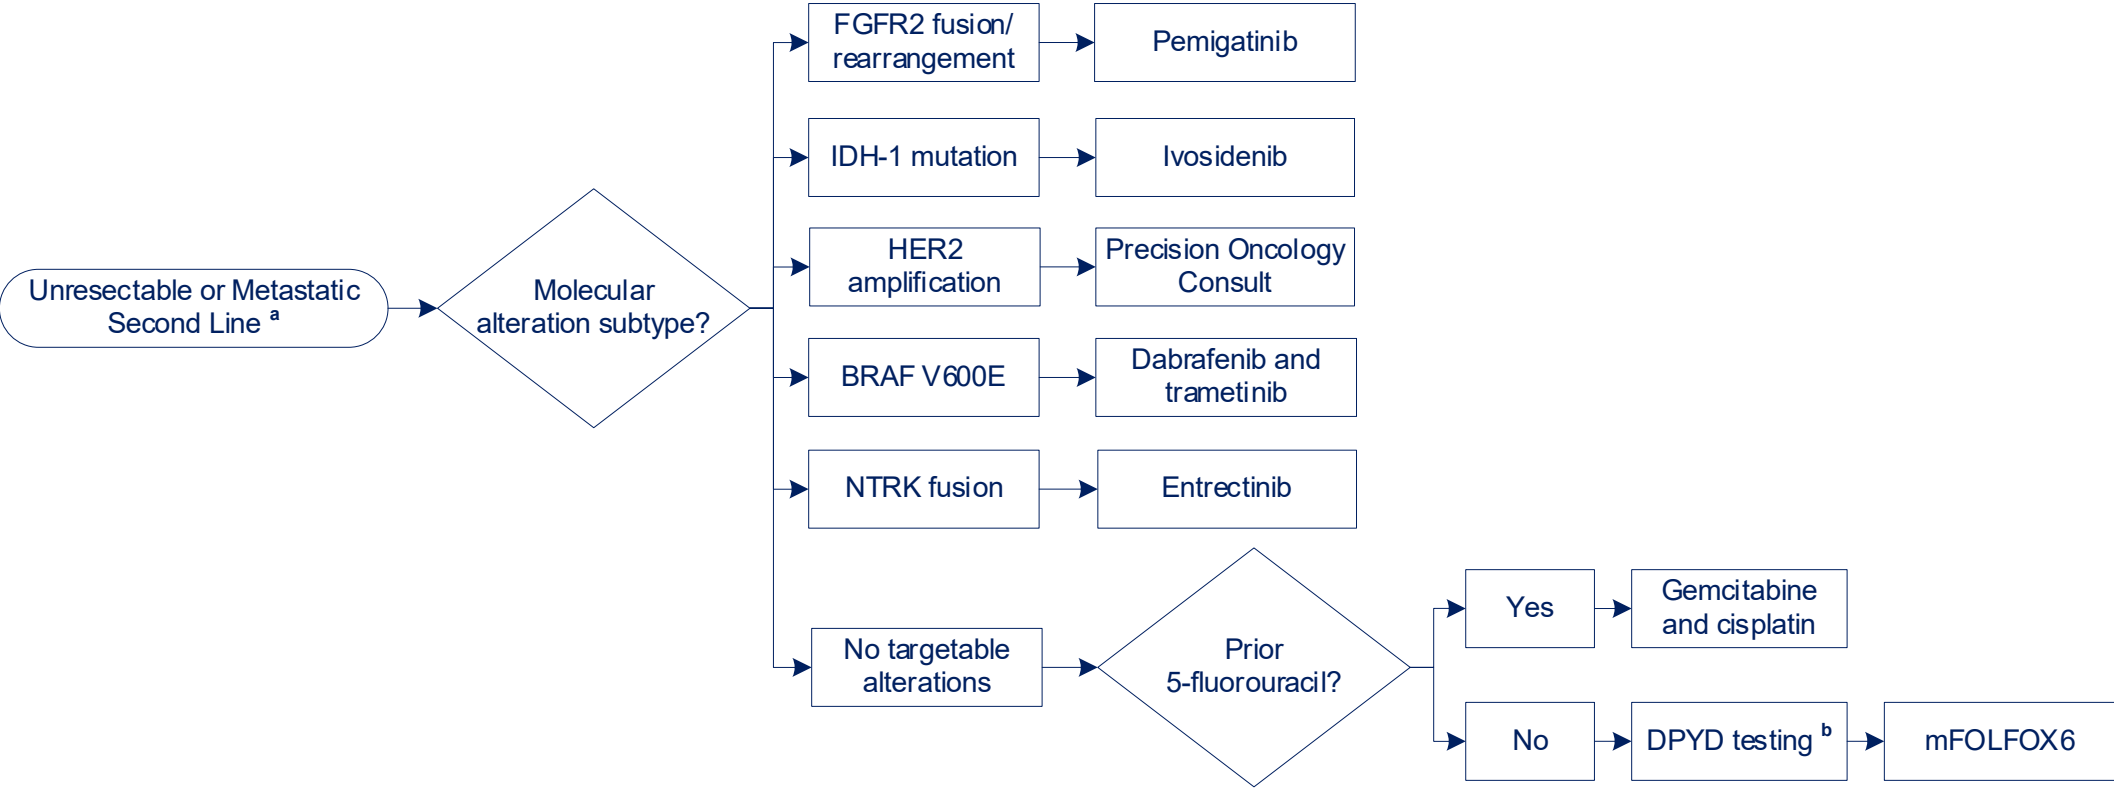 FGFR2 fusion/
rearrangement
Pemigatinib
IDH-1 mutation
Ivosidenib
HER2
amplification
Precision Oncology
Consult
Unresectable or Metastatic
Second Line a
Molecular
alteration subtype?
BRAF V600E
Dabrafenib and
trametinib
NTRK fusion
Entrectinib
No targetable
alterations
Prior
5-fluorouracil?
Yes
Gemcitabine
and cisplatin
No
DPYD testing b
mFOLFOX6